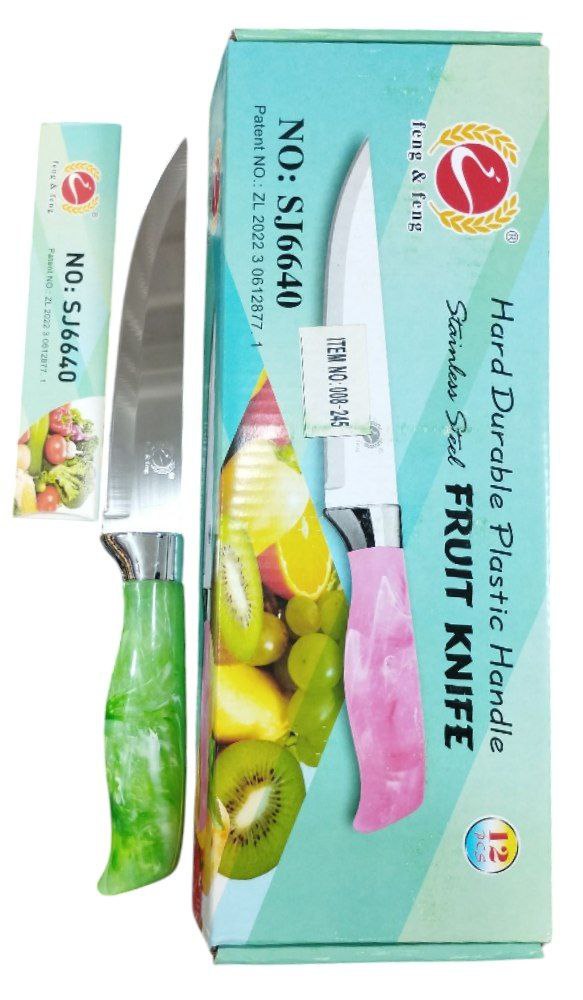 feng & feng
®
NO: SJ6640
Patent NO.: ZL 2022 3 0612877. 1
feng & feng
®
Hard Durable Plastic Handle
Stainless Steel FRUIT KNIFE
12
pcs
NO: SJ6640
Patent NO.: ZL 2022 3 0612877. 1
ITEM NO:008-245